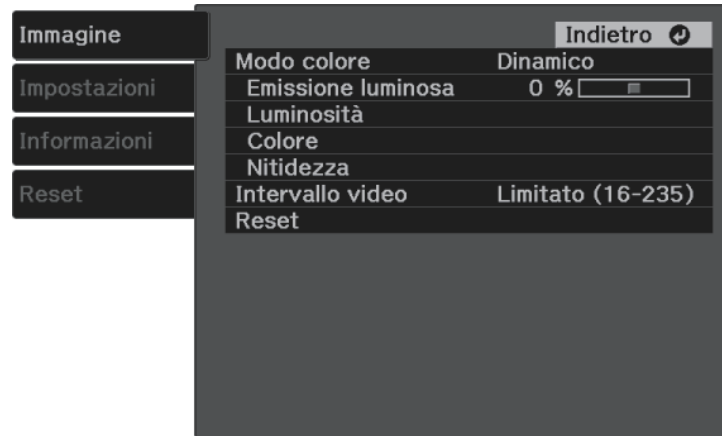 Immagine
Impostazioni
Informazioni
Reset
Indietro
Modo colore Dinamico
Emissione luminosa 0 %
Luminosità
Colore
Nitidezza
Intervallo video Limitato (16-235)
Reset